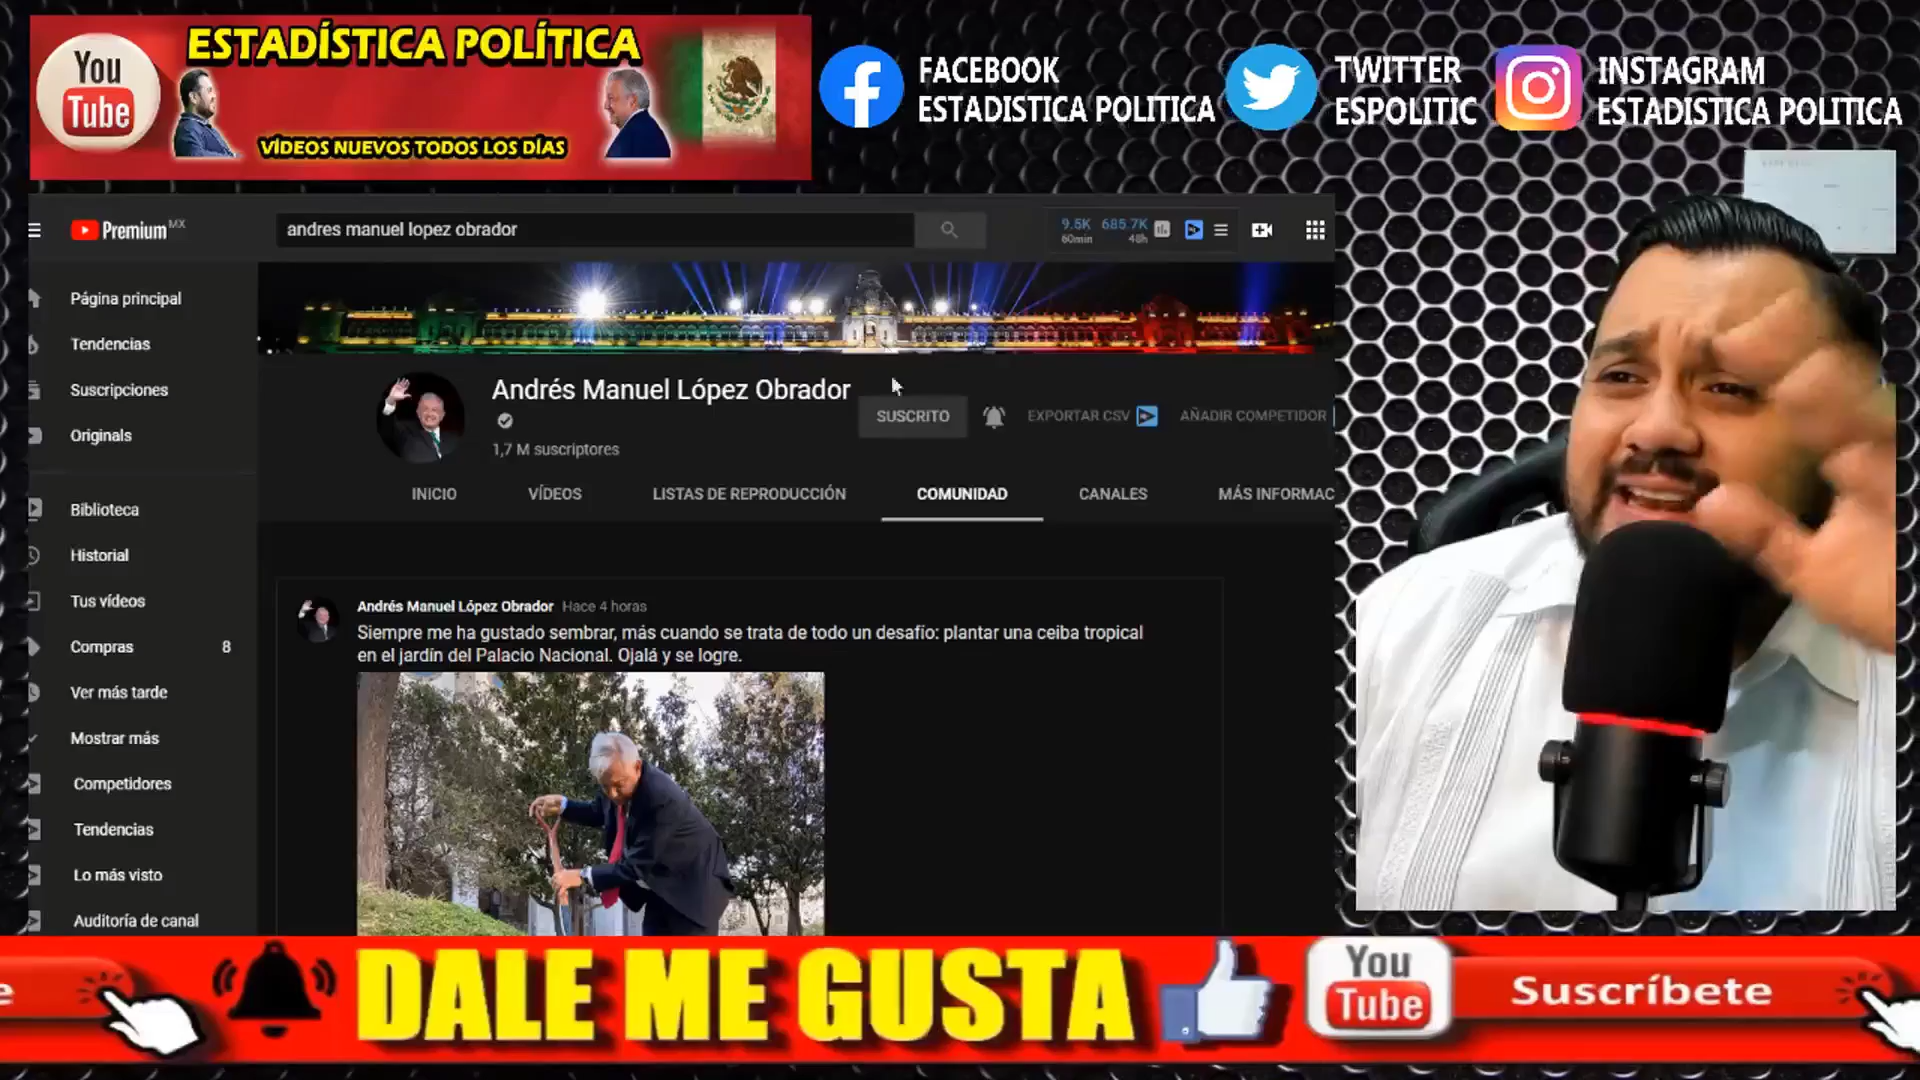 You
Tube
ESTADÍSTICA POLÍTICA
VÍDEOS NUEVOS TODOS LOS DÍAS
FACEBOOK
ESTADISTICA POLITICA
TWITTER
ESPOLITIC
INSTAGRAM
ESTADISTICA POLITICA
Premium MX
andres manuel lopez obrador
9.5K 685.7K
60min 48h
Página principal
Tendencias
Suscripciones
Originals
Biblioteca
Historial
Tus vídeos
Compras 8
Ver más tarde
Mostrar más
Competidores
Tendencias
Lo más visto
Auditoría de canal
Andrés Manuel López Obrador
1,7 M suscriptores
SUSCRITO
EXPORTAR CSV
AÑADIR COMPETIDOR
INICIO VÍDEOS LISTAS DE REPRODUCCIÓN COMUNIDAD CANALES MÁS INFORMAC
Andrés Manuel López Obrador Hace 4 horas
Siempre me ha gustado sembrar, más cuando se trata de todo un desafío: plantar una ceiba tropical
en el jardín del Palacio Nacional. Ojalá y se logre.
e
DALE ME GUSTA
You
Tube
Suscríbete